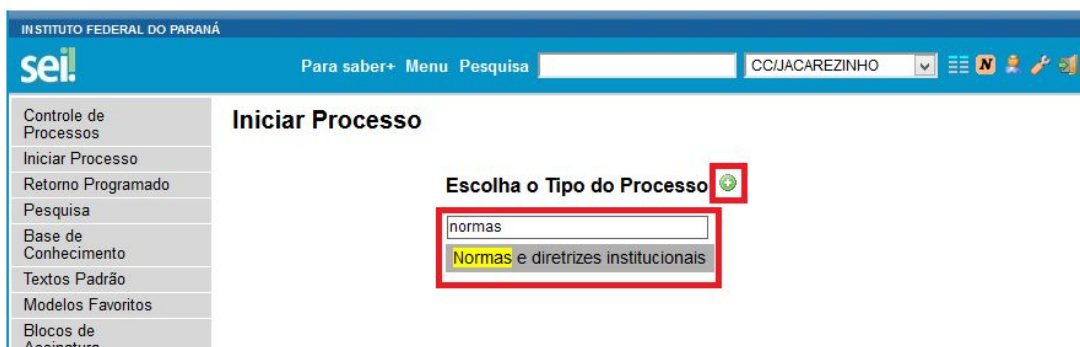 INSTITUTO FEDERAL DO PARANÁ
sei!
Para saber+ Menu Pesquisa
CC/JACAREZINHO
N
Controle de
Processos
Iniciar Processo
Retorno Programado
Pesquisa
Base de
Conhecimento
Textos Padrão
Modelos Favoritos
Blocos de
Assinatura
Iniciar Processo
Escolha o Tipo do Processo
normas
Normas e diretrizes institucionais